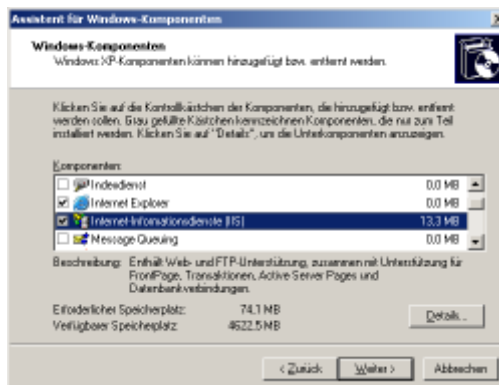 Assistent für Windows-Komponenten
Windows-Komponenten
Windows XP-Komponenten können hinzugefügt bzw. entfernt werden.
Klicken Sie auf die Kontrollkästchen der Komponenten, die hinzugefügt bzw. entfernt
werden sollen. Grau gefüllte Kästchen kennzeichnen Komponenten, die nur zum Teil
installiert werden. Klicken Sie auf "Details", um die Unterkomponenten anzuzeigen.
Komponenten:
Indexdienst 0,0 MB
Internet Explorer 0,0 MB
Internet-Informationsdienste (IIS) 13,3 MB
Message Queuing 0,0 MB
Beschreibung: Enthält Web- und FTP-Unterstützung, zusammen mit Unterstützung für
FrontPage, Transaktionen, Active Server Pages und
Datenbankverbindungen.
Erforderlicher Speicherplatz: 74,1 MB
Verfügbarer Speicherplatz: 4622,5 MB
Details...
< Zurück Weiter > Abbrechen